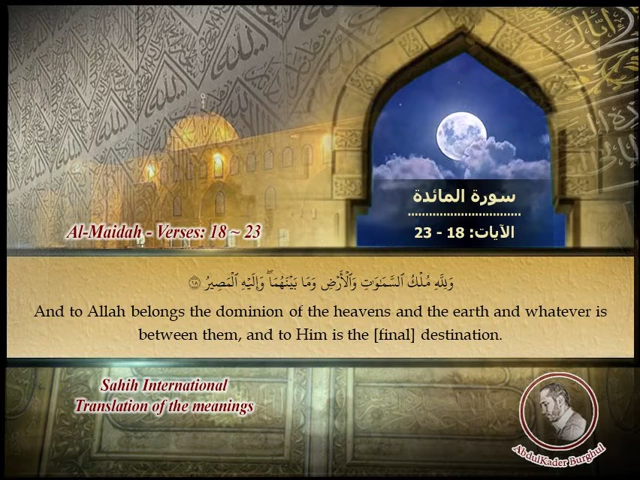 سورة المائدة
الآيات: 18 - 23
Al-Maidah - Verses: 18 ~ 23
وَلِلَّهِ مُلْكُ ٱلسَّمَـٰوَٰتِ وَٱلْأَرْضِ وَمَا بَيْنَهُمَا ۖ وَإِلَيْهِ ٱلْمَصِيرُ ١٨
And to Allah belongs the dominion of the heavens and the earth and whatever is
between them, and to Him is the [final] destination.
Sahih International
Translation of the meanings
AbdulKader Burghul